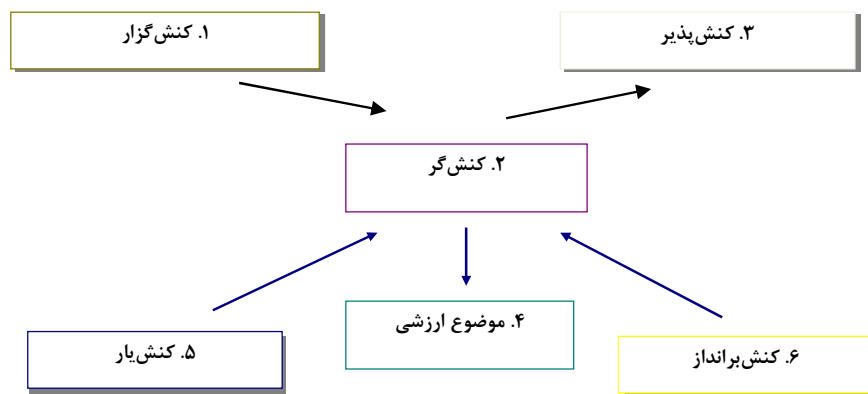 ۱. کنش‌گزار
۳. کنش‌پذیر
۲. کنش‌گر
۴. موضوع ارزشی
۵. کنش‌یار
۶. کنش‌برانداز